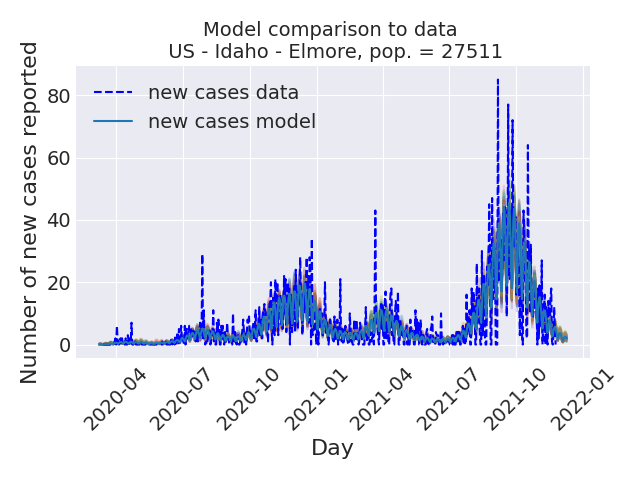 Model comparison to data
US - Idaho - Elmore, pop. = 27511
Number of new cases reported
80
60
40
20
0
new cases data
new cases model
2020-04
2020-07
2020-10
2021-01
2021-04
2021-07
2021-10
2022-01
Day